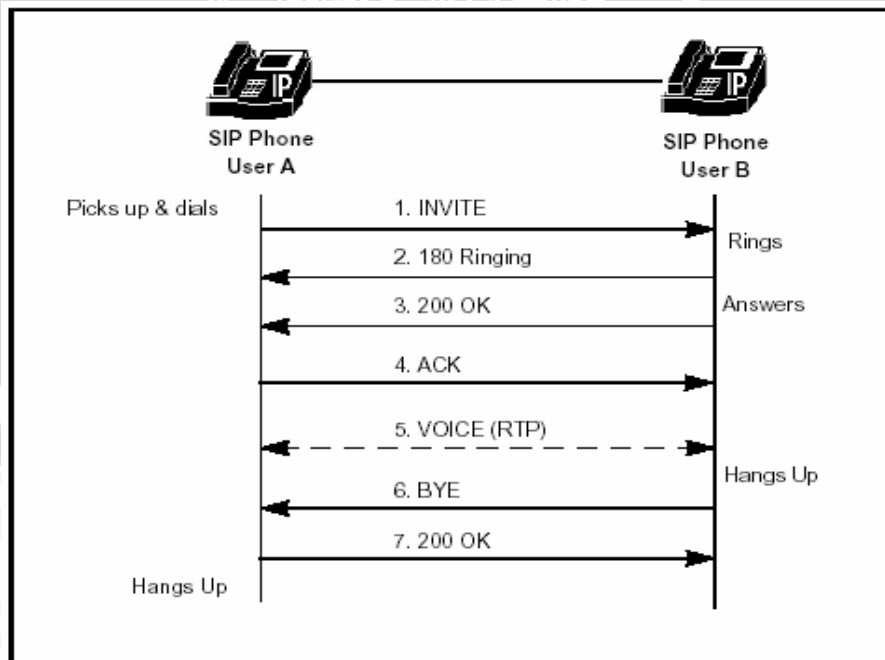 IP
IP
SIP Phone
User A
SIP Phone
User B
Picks up & dials
1. INVITE
Rings
2. 180 Ringing
3. 200 OK
Answers
4. ACK
5. VOICE (RTP)
Hangs Up
6. BYE
7. 200 OK
Hangs Up